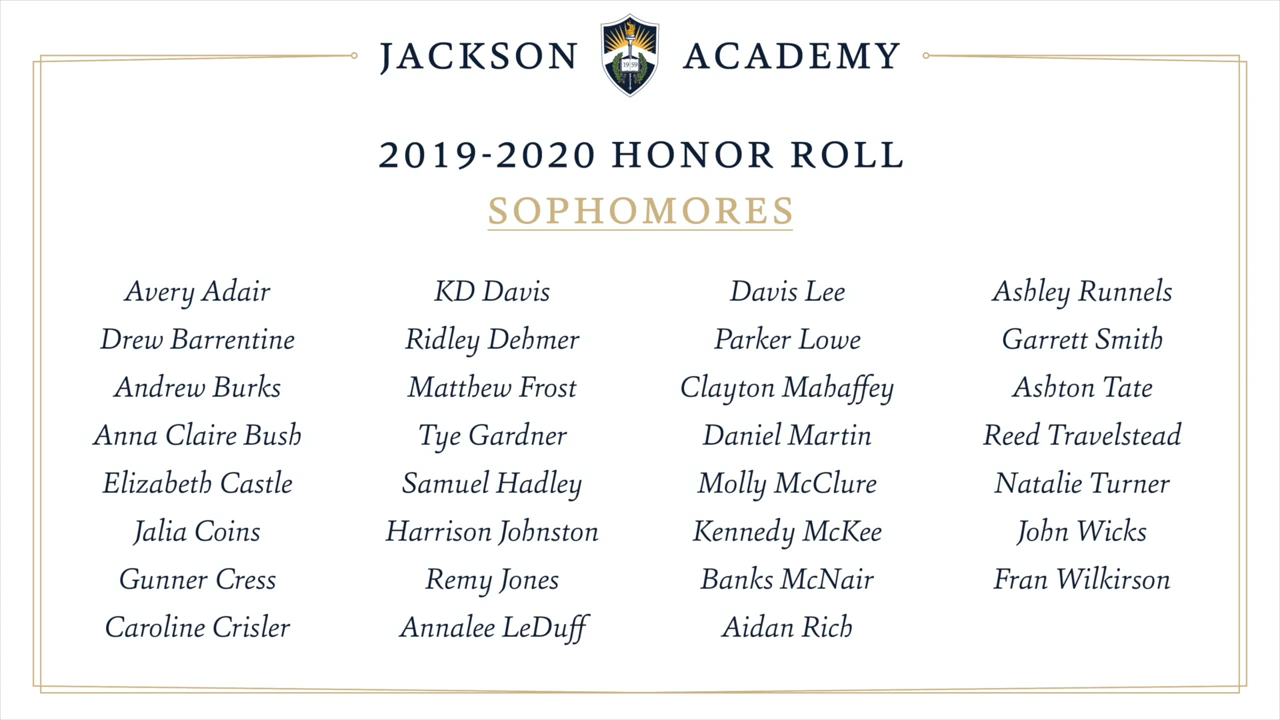 JACKSON ACADEMY
1959
2019-2020 HONOR ROLL
SOPHOMORES
Avery Adair
Drew Barrentine
Andrew Burks
Anna Claire Bush
Elizabeth Castle
Jalia Coins
Gunner Cress
Caroline Crisler
KD Davis
Ridley Dehmer
Matthew Frost
Tye Gardner
Samuel Hadley
Harrison Johnston
Remy Jones
Annalee LeDuff
Davis Lee
Parker Lowe
Clayton Mahaffey
Daniel Martin
Molly McClure
Kennedy McKee
Banks McNair
Aidan Rich
Ashley Runnels
Garrett Smith
Ashton Tate
Reed Travelstead
Natalie Turner
John Wicks
Fran Wilkirson